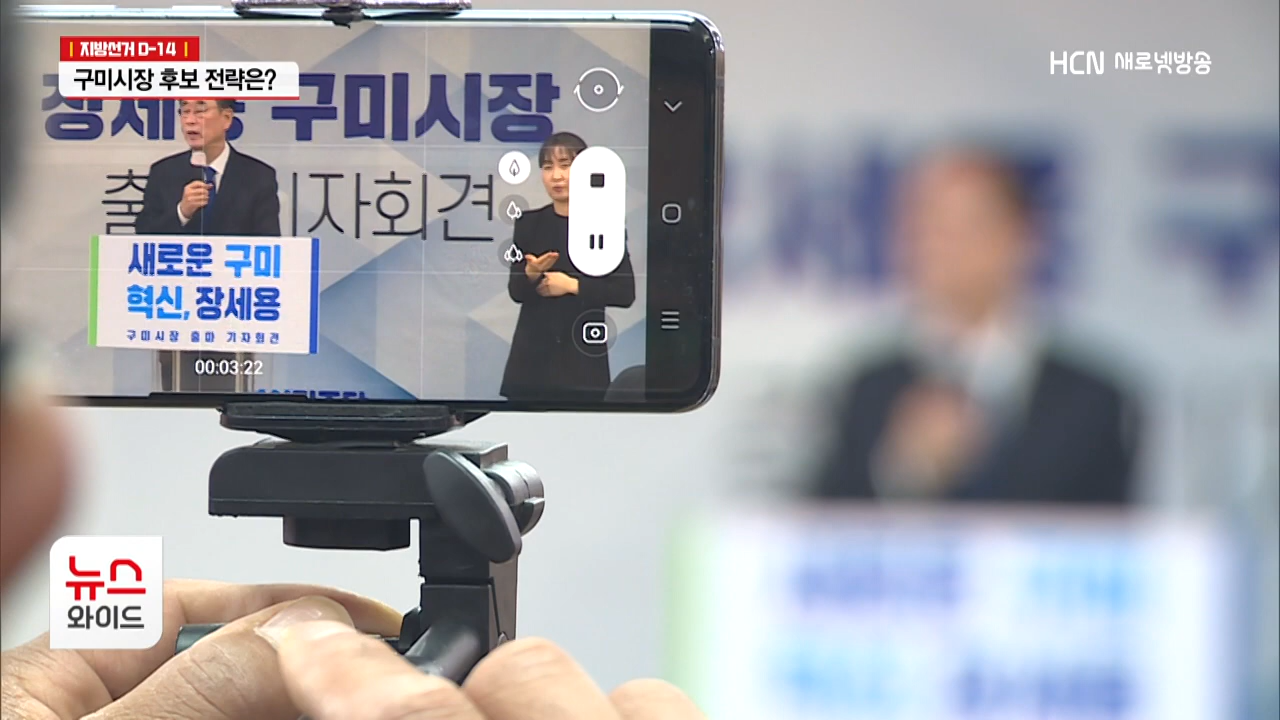 지방선거 D-14
구미시장 후보 전략은?
HCN 새로넷방송
장세용 구미시장
출마 기자회견
새로운 구미
혁신, 장세용
구미시장 출마 기자회견
00:03:22
뉴스
와이드